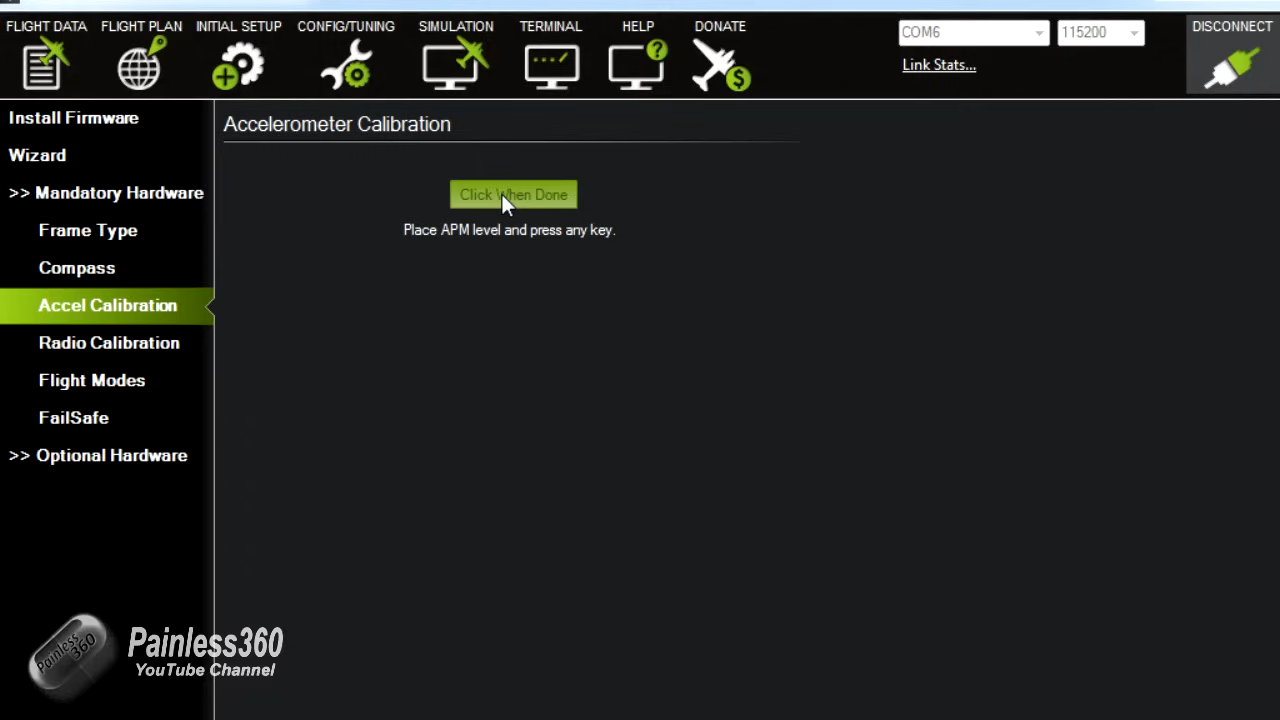 FLIGHT DATA FLIGHT PLAN INITIAL SETUP CONFIG/TUNING SIMULATION TERMINAL HELP DONATE COM6 115200 DISCONNECT
Link Stats...
Install Firmware
Wizard
>> Mandatory Hardware
Frame Type
Compass
Accel Calibration
Radio Calibration
Flight Modes
FailSafe
>> Optional Hardware
Accelerometer Calibration
Click When Done
Place APM level and press any key.
Painless 360
Painless360
YouTube Channel